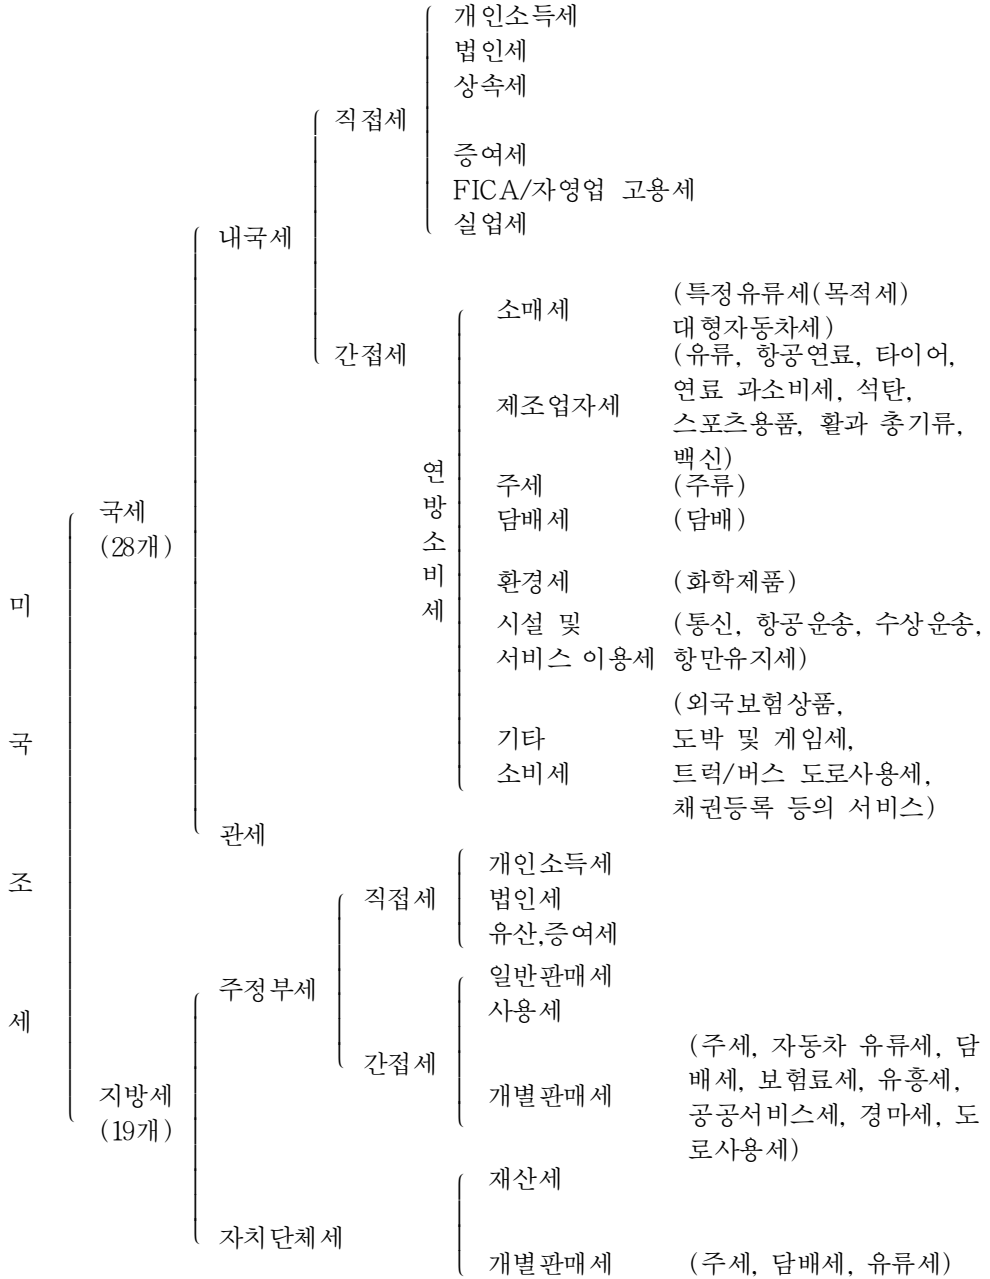 미국조세
국세
(28개)
내국세
직접세
개인소득세
법인세
상속세
증여세
FICA/자영업 고용세
실업세
간접세
연방소비세
소매세
(특정유류세(목적세)
대형자동차세)
제조업자세
(유류, 항공연료, 타이어,
연료 과소비세, 석탄,
스포츠용품, 활과 총기류,
백신)
주세
(주류)
담배세
(담배)
환경세
(화학제품)
시설 및
서비스 이용세
(통신, 항공운송, 수상운송,
항만유지세)
기타
소비세
(외국보험상품,
도박 및 게임세,
트럭/버스 도로사용세,
채권등록 등의 서비스)
관세
지방세
(19개)
주정부세
직접세
개인소득세
법인세
유산,증여세
간접세
일반판매세
사용세
개별판매세
(주세, 자동차 유류세, 담
배세, 보험료세, 유흥세,
공공서비스세, 경마세, 도
로사용세)
자치단체세
재산세
개별판매세
(주세, 담배세, 유류세)